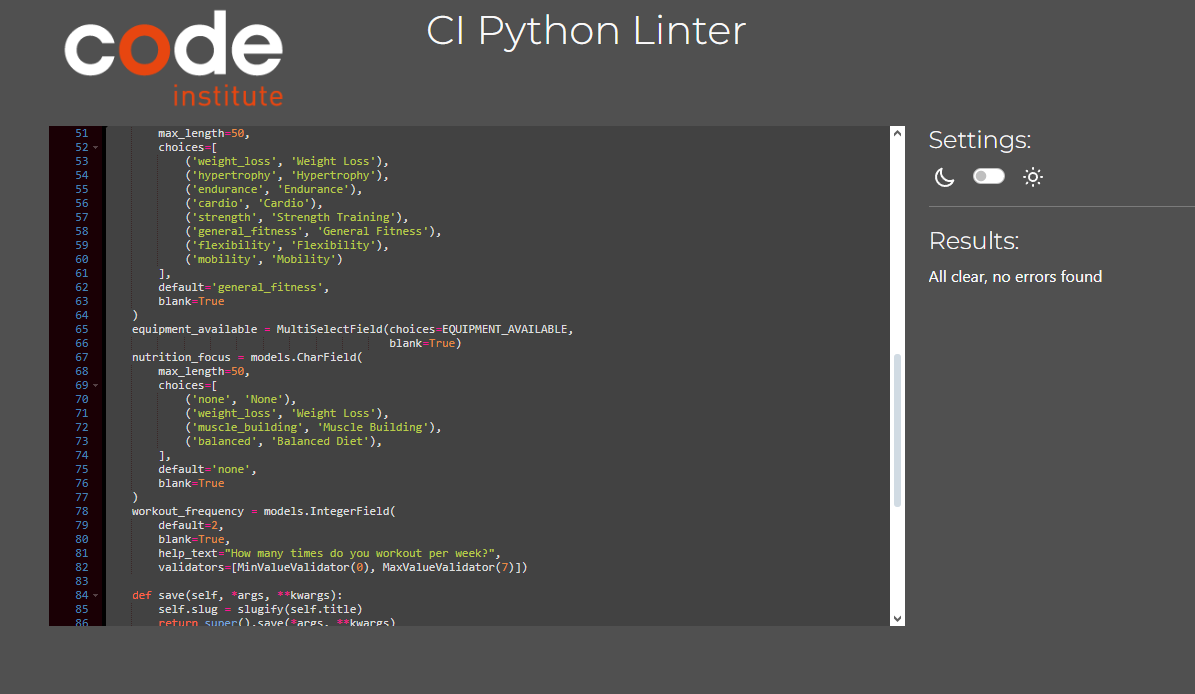 code
institute
CI Python Linter
51 max_length=50,
52 choices=[
53 ('weight_loss', 'Weight Loss'),
54 ('hypertrophy', 'Hypertrophy'),
55 ('endurance', 'Endurance'),
56 ('cardio', 'Cardio'),
57 ('strength', 'Strength Training'),
58 ('general_fitness', 'General Fitness'),
59 ('flexibility', 'Flexibility'),
60 ('mobility', 'Mobility')
61 ],
62 default='general_fitness',
63 blank=True
64 )
65 equipment_available = MultiSelectField(choices=EQUIPMENT_AVAILABLE,
66 blank=True)
67 nutrition_focus = models.CharField(
68 max_length=50,
69 choices=[
70 ('none', 'None'),
71 ('weight_loss', 'Weight Loss'),
72 ('muscle_building', 'Muscle Building'),
73 ('balanced', 'Balanced Diet'),
74 ],
75 default='none',
76 blank=True
77 )
78 workout_frequency = models.IntegerField(
79 default=2,
80 blank=True,
81 help_text="How many times do you workout per week?",
82 validators=[MinValueValidator(0), MaxValueValidator(7)])
83
84 def save(self, *args, **kwargs):
85 self.slug = slugify(self.title)
86 return super().save(*args, **kwargs)
Settings:
Results:
All clear, no errors found